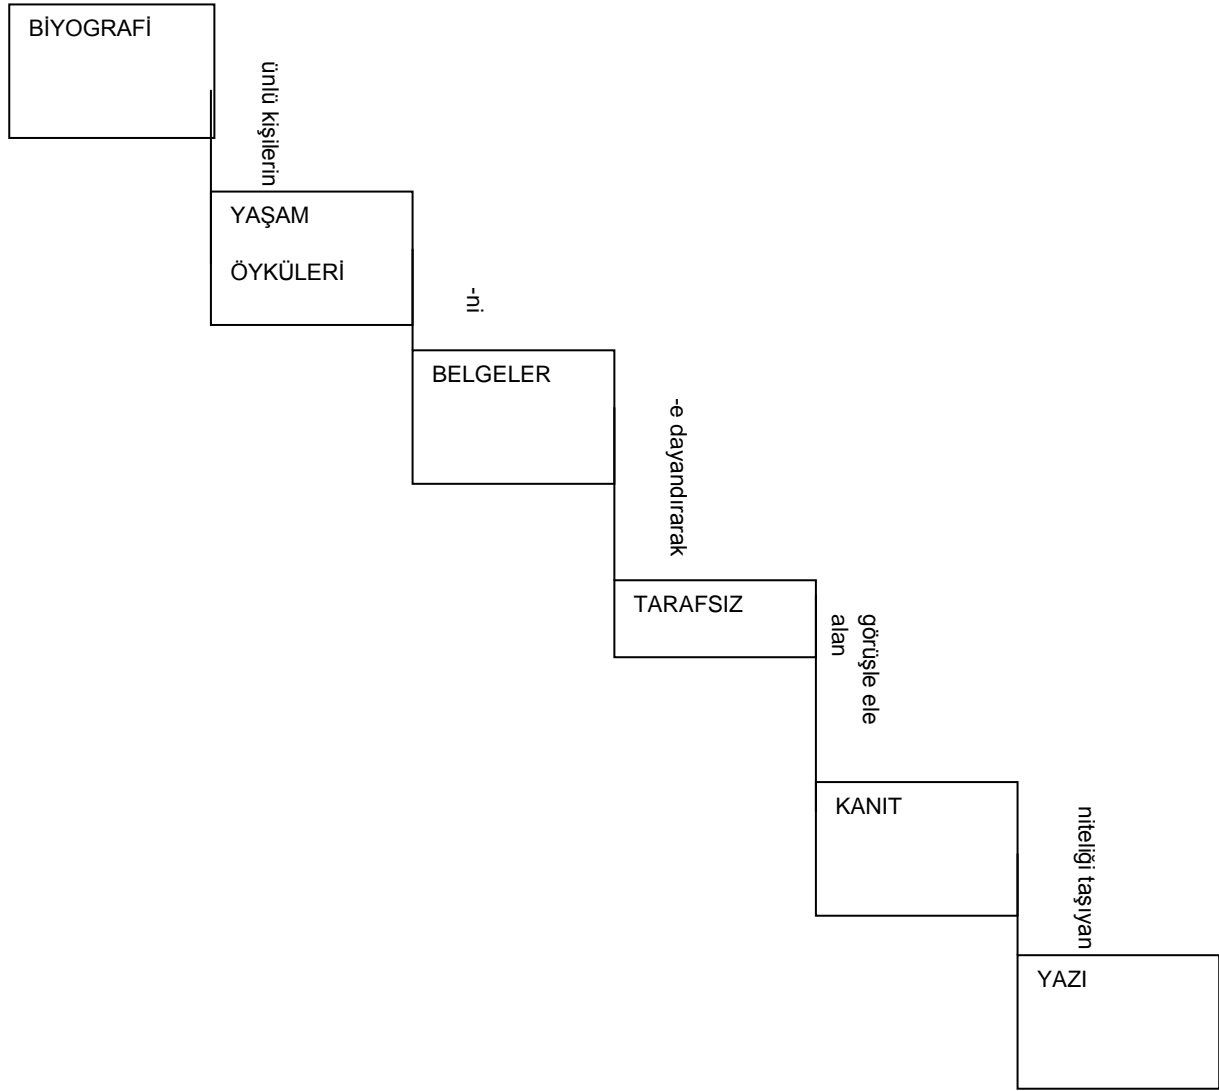 BİYOGRAFİ
ünlü kişilerin
YAŞAM
ÖYKÜLERİ
-ni
BELGELER
-e dayandırarak
TARAFSIZ
görüşle ele
alan
KANIT
niteliği taşıyan
YAZI